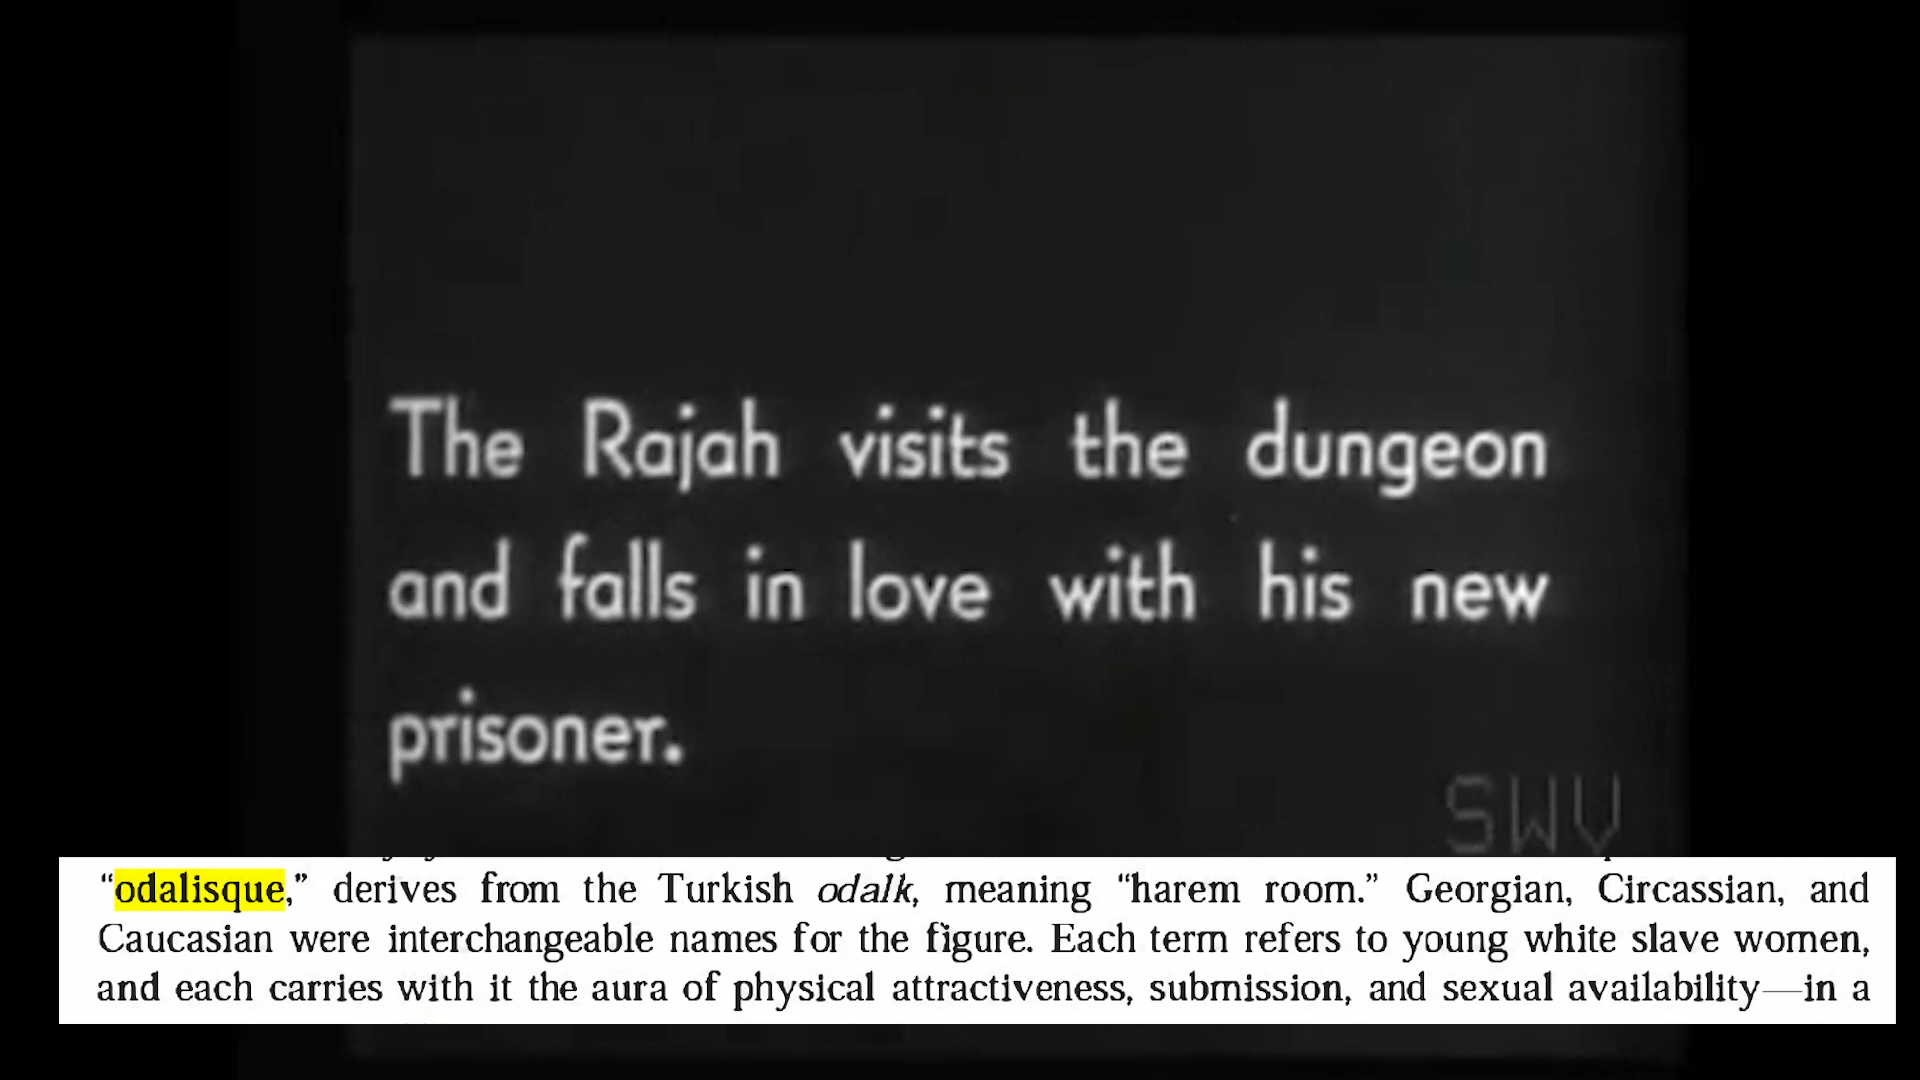 The Rajah visits the dungeon
and falls in love with his new
prisoner.
SWV
“odalisque,” derives from the Turkish odalk, meaning “harem room.” Georgian, Circassian, and
Caucasian were interchangeable names for the figure. Each term refers to young white slave women,
and each carries with it the aura of physical attractiveness, submission, and sexual availability—in a